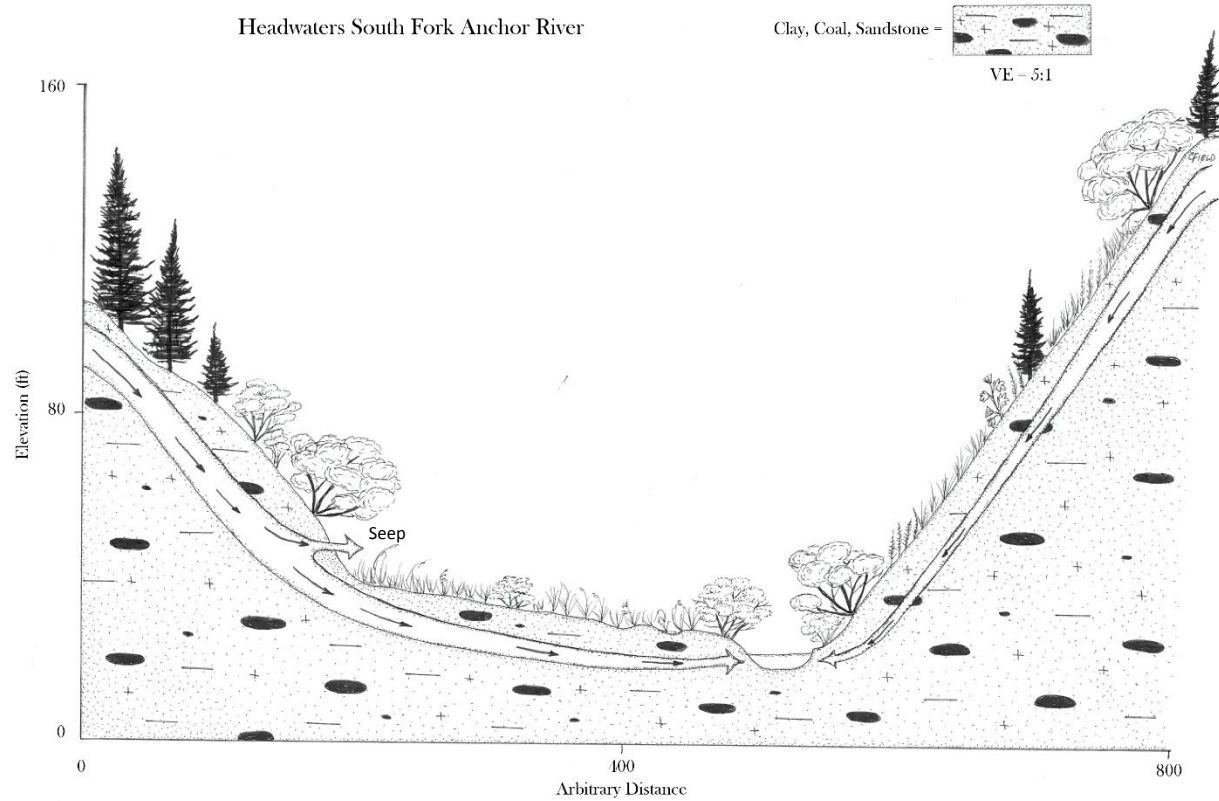 Headwaters South Fork Anchor River
Clay, Coal, Sandstone =
VE = 5:1
160
CFIELD
80
Elevation (ft)
Seep
0
0
400
800
Arbitrary Distance